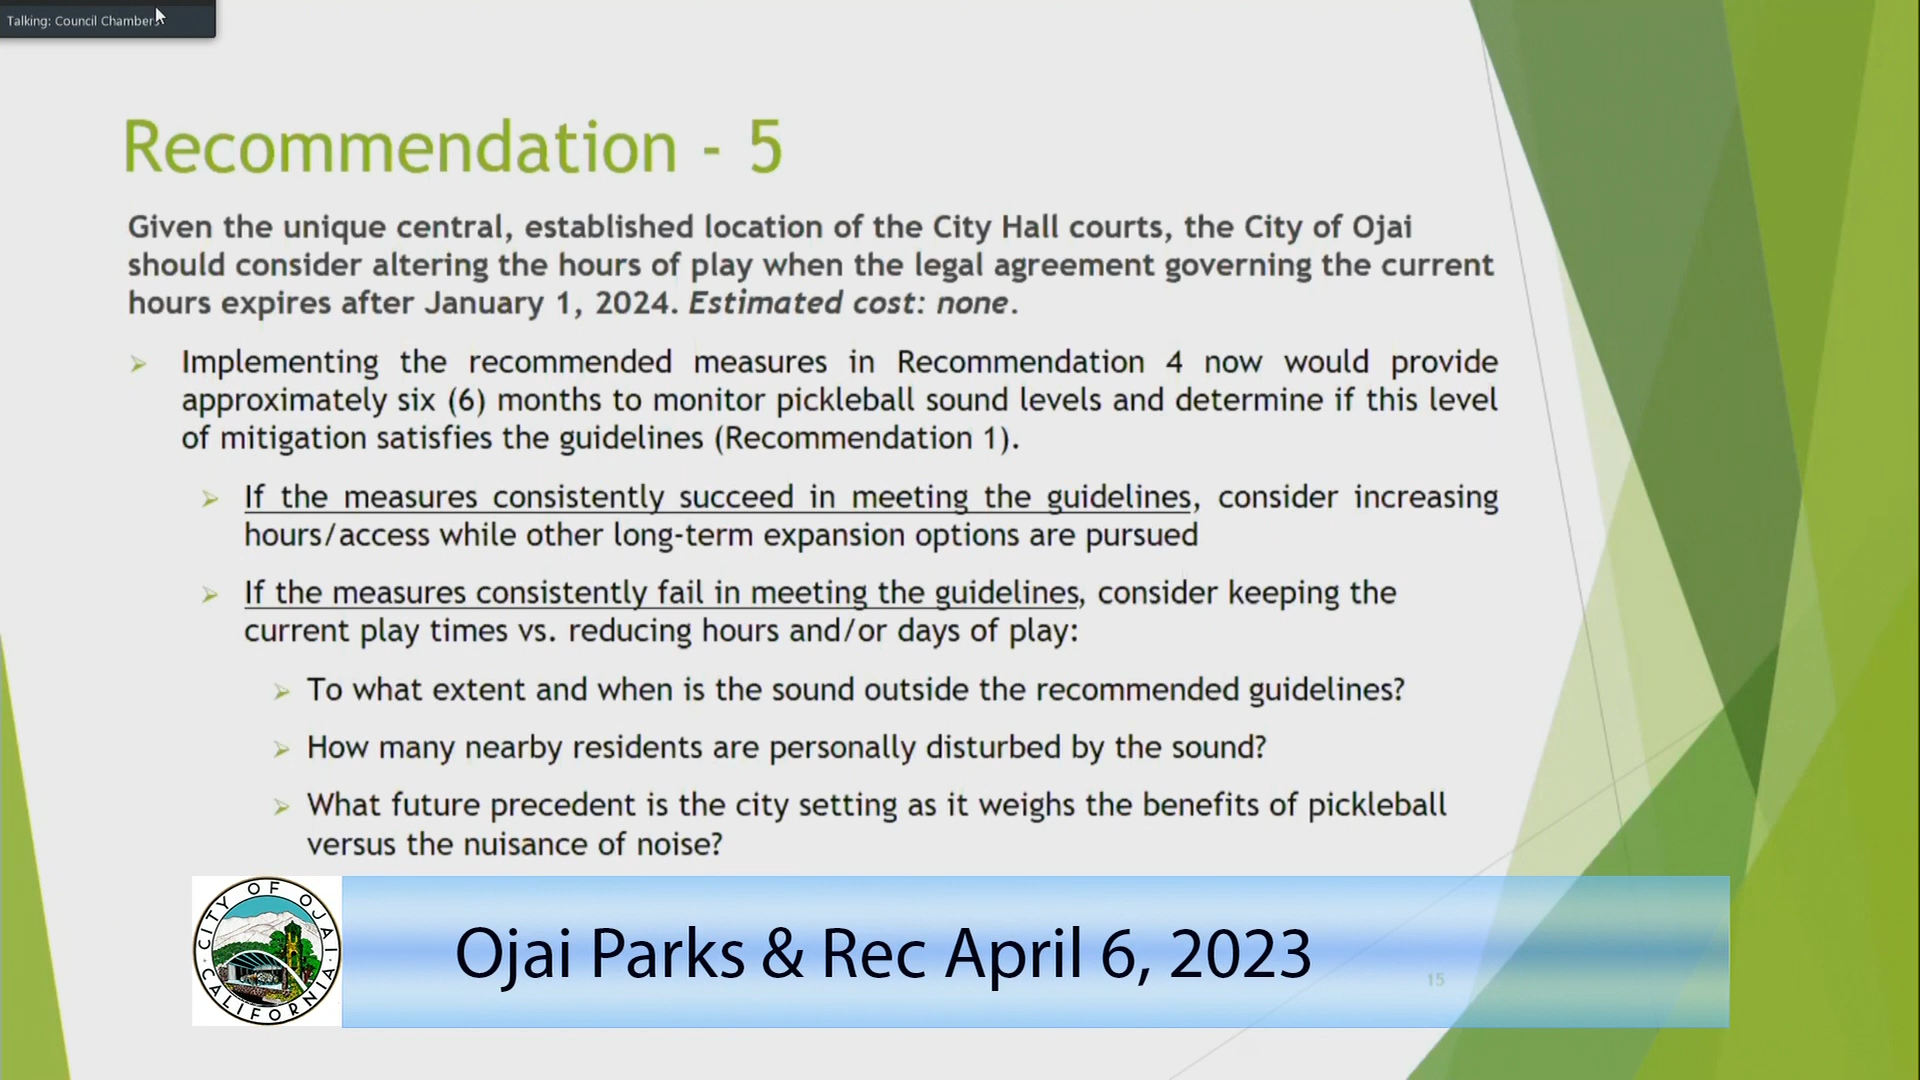 Talking: Council Chambers
Recommendation - 5
Given the unique central, established location of the City Hall courts, the City of Ojai
should consider altering the hours of play when the legal agreement governing the current
hours expires after January 1, 2024. Estimated cost: none.
Implementing the recommended measures in Recommendation 4 now would provide
approximately six (6) months to monitor pickleball sound levels and determine if this level
of mitigation satisfies the guidelines (Recommendation 1).
If the measures consistently succeed in meeting the guidelines, consider increasing
hours/access while other long-term expansion options are pursued
If the measures consistently fail in meeting the guidelines, consider keeping the
current play times vs. reducing hours and/or days of play:
To what extent and when is the sound outside the recommended guidelines?
How many nearby residents are personally disturbed by the sound?
What future precedent is the city setting as it weighs the benefits of pickleball
versus the nuisance of noise?
CITY OF OJAI
CALIFORNIA
Ojai Parks & Rec April 6, 2023
15